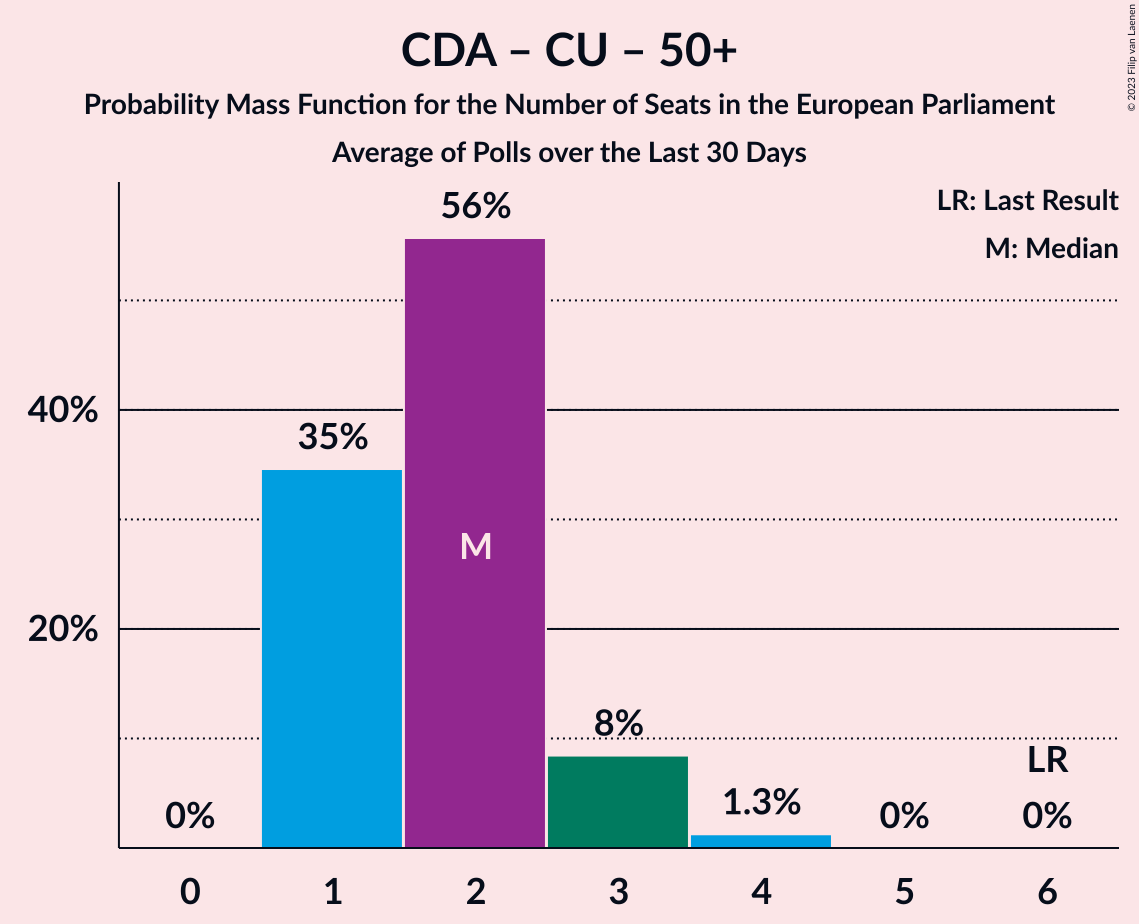 CDA – CU – 50+
Probability Mass Function for the Number of Seats in the European Parliament
Average of Polls over the Last 30 Days
© 2023 Filip van Laenen
LR: Last Result
M: Median
56%
40%
35%
M
20%
8%
LR
0%
1.3%
0%
0%
0 1 2 3 4 5 6